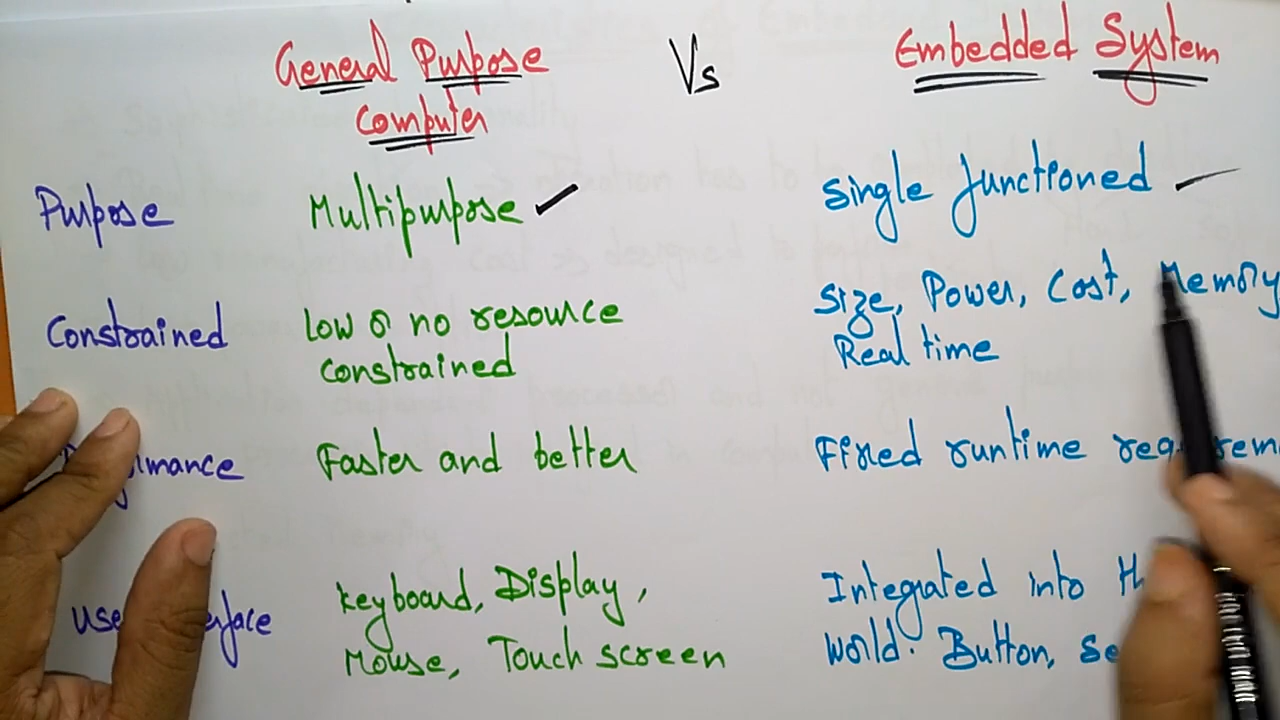 General Purpose Vs Embedded System
Computer
Purpose Multipurpose Single functioned
Constrained Low or no resource Size, Power, Cost, Memory
constrained Real time
Faster and better Fixed runtime
keyboard, Display, Integrated into
Mouse, Touch screen World. Button,